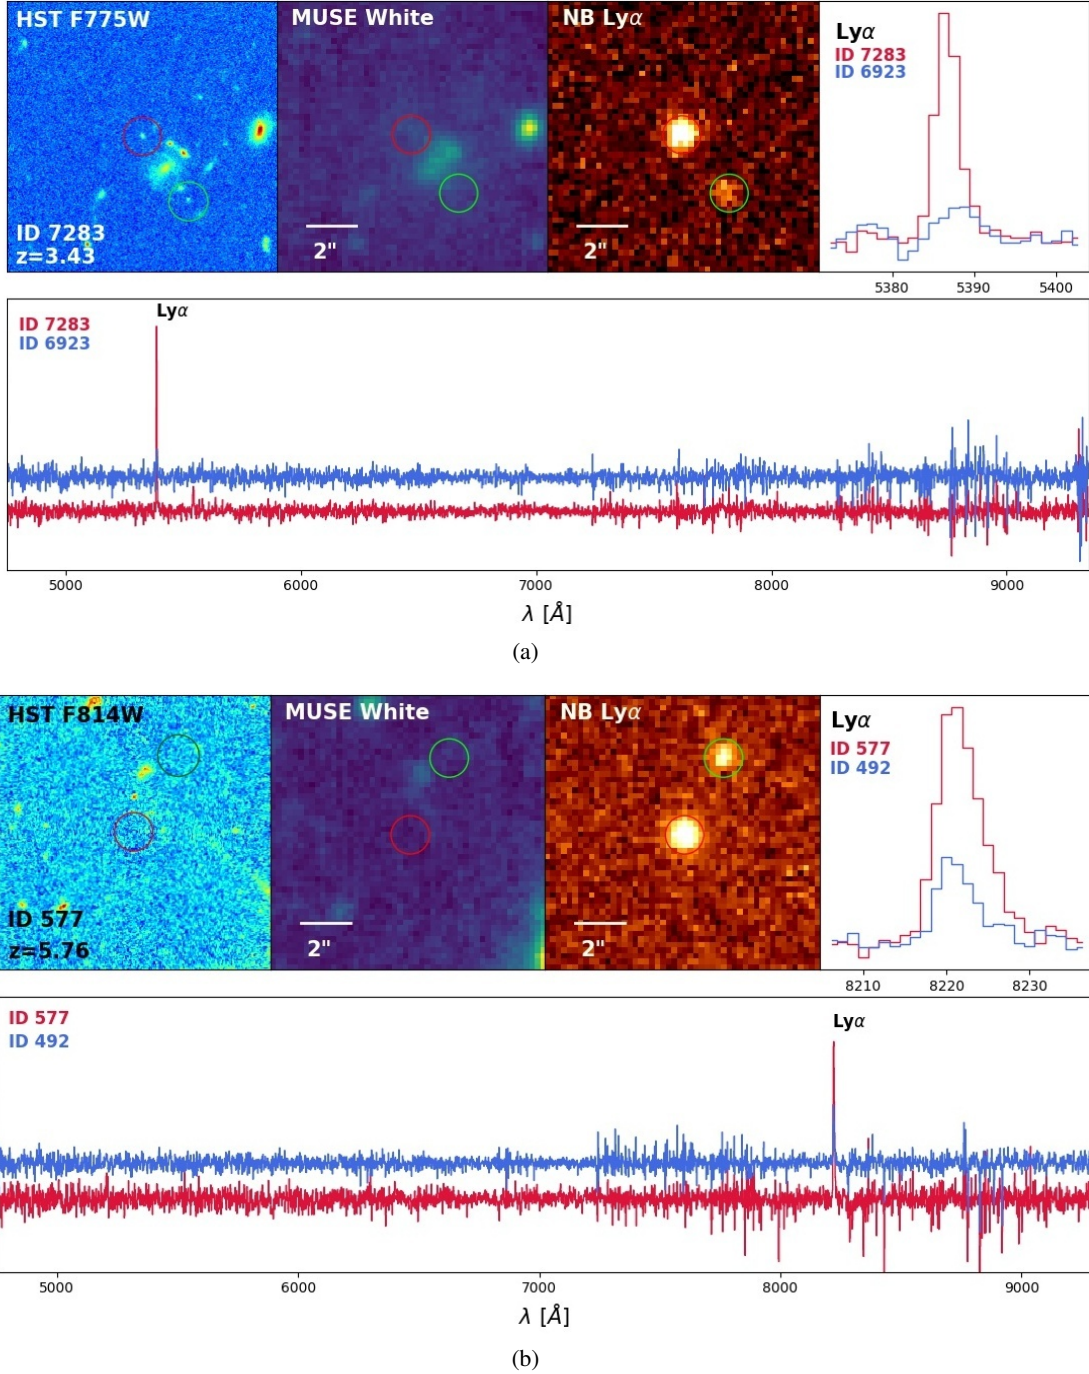 HST F775W
MUSE White
NB Lyα
Lyα
ID 7283
ID 6923
ID 7283
z=3.43
2"
2"
5380 5390 5400
Lyα
ID 7283
ID 6923
5000 6000 7000 8000 9000
λ [Å]
(a)
HST F814W
MUSE White
NB Lyα
Lyα
ID 577
ID 492
ID 577
z=5.76
2"
2"
8210 8220 8230
ID 577
ID 492
Lyα
5000 6000 7000 8000 9000
λ [Å]
(b)